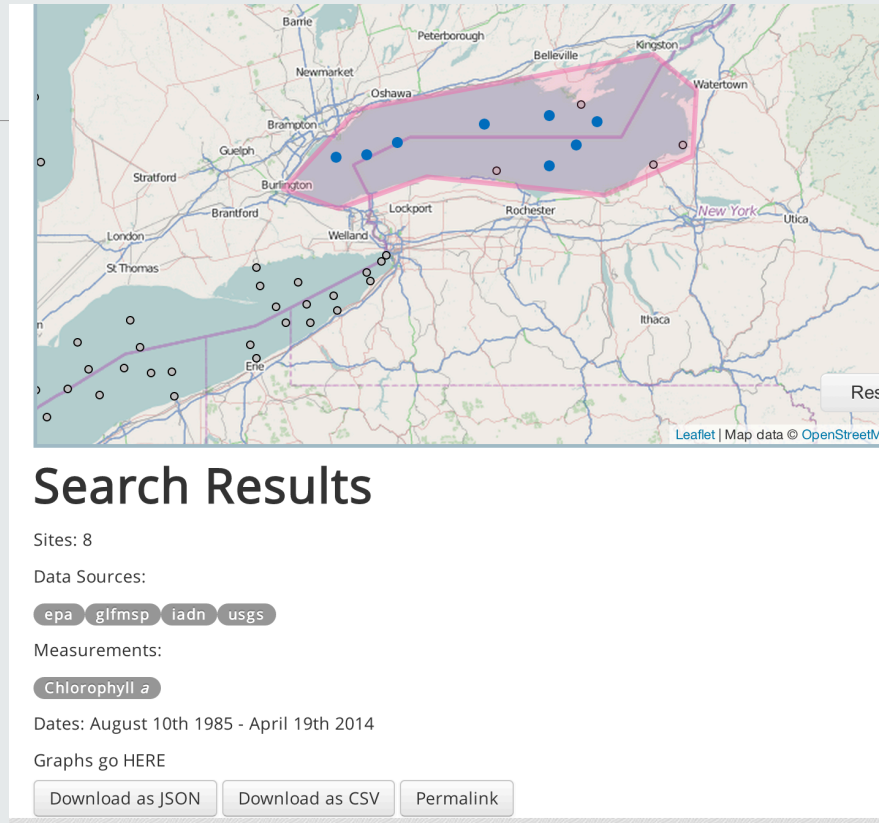 Barrie
Peterborough
Kingston
Belleville
Newmarket
Watertown
Oshawa
Brampton
Guelph
Stratford
Burlington
Brantford
Lockport
Rochester
New York
Utica
London
Welland
St Thomas
n
Ithaca
Erie
Res
Leaflet | Map data © OpenStreetM
Search Results
Sites: 8
Data Sources:
epa glfmsp iadn usgs
Measurements:
Chlorophyll a
Dates: August 10th 1985 - April 19th 2014
Graphs go HERE
Download as JSON Download as CSV Permalink